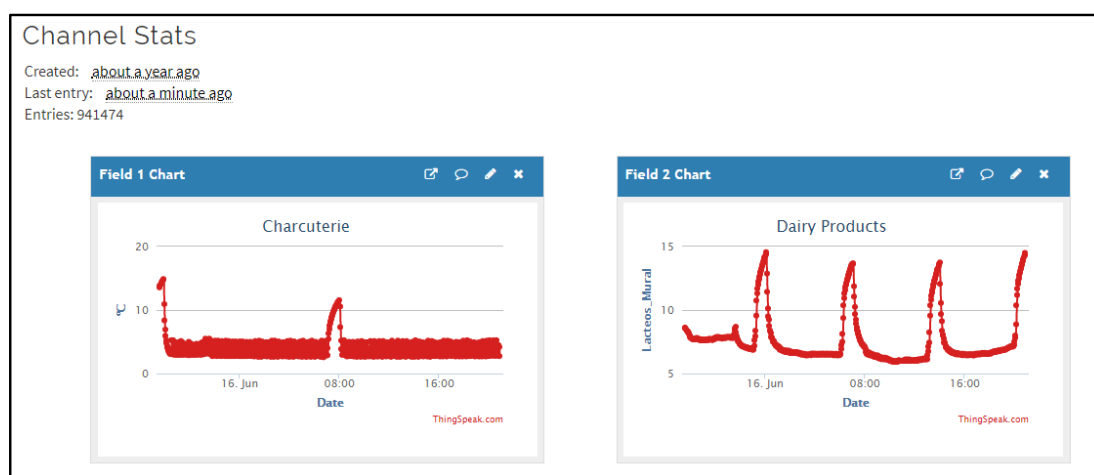 Channel Stats
Created: about a year ago
Last entry: about a minute ago
Entries: 941474
Field 1 Chart
Charcuterie
20
10
0
°C
16. Jun
08:00
16:00
Date
ThingSpeak.com
Field 2 Chart
Dairy Products
15
10
5
Lacteos_Mural
16. Jun
08:00
16:00
Date
ThingSpeak.com